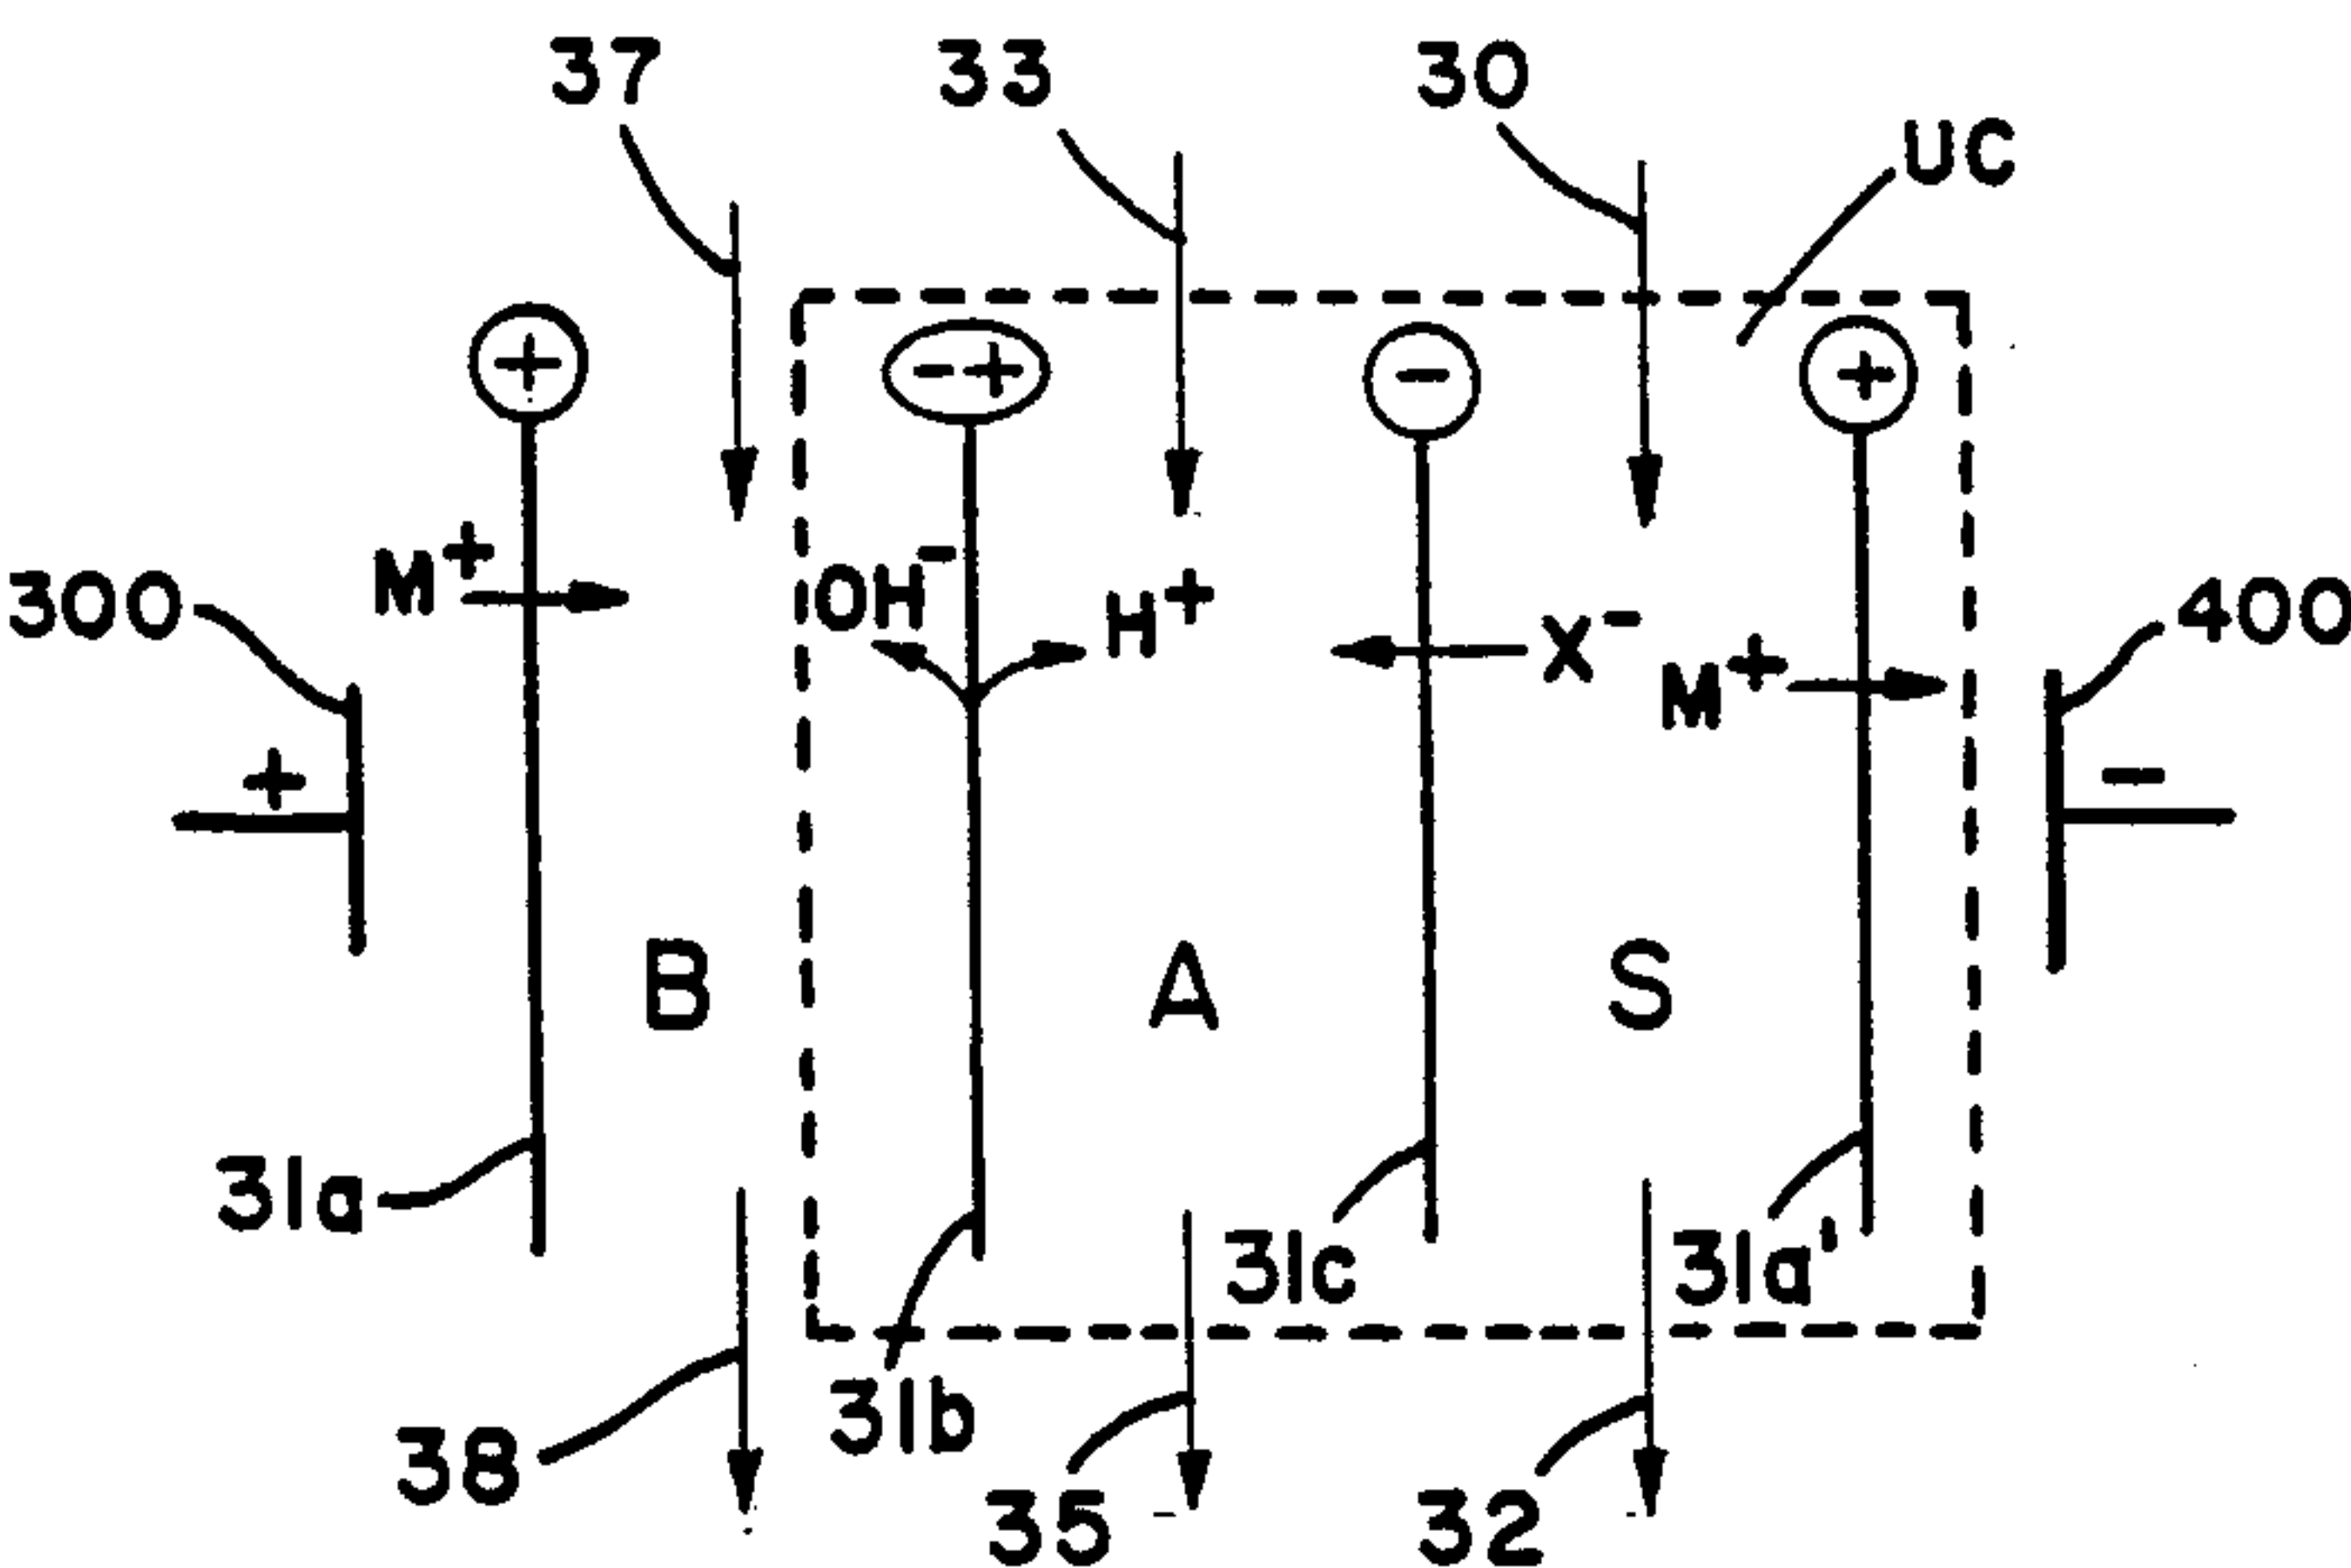 37 33 30
UC
+ -+ - +
M+ OH- H+ X- M+
300 400
+ -
B A S
31a 31b 31c 31a'
38 35 32